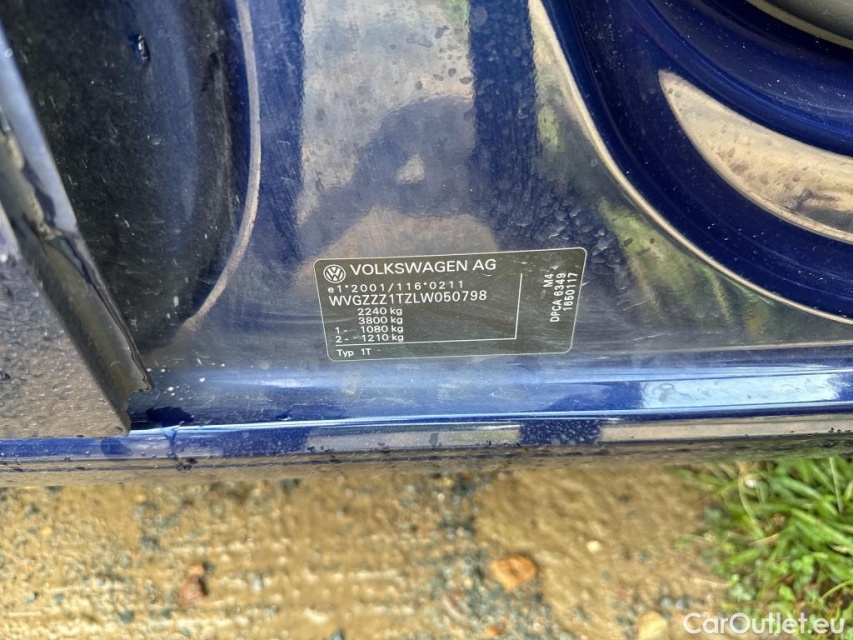 VOLKSWAGEN AG
e1*2001/116*0211
WVGZZZ1TZLW050798
2240 kg
3800 kg
1- 1080 kg
2- 1210 kg
Typ 1T
M4
DPCA 6349
1650117
CarOutlet.eu